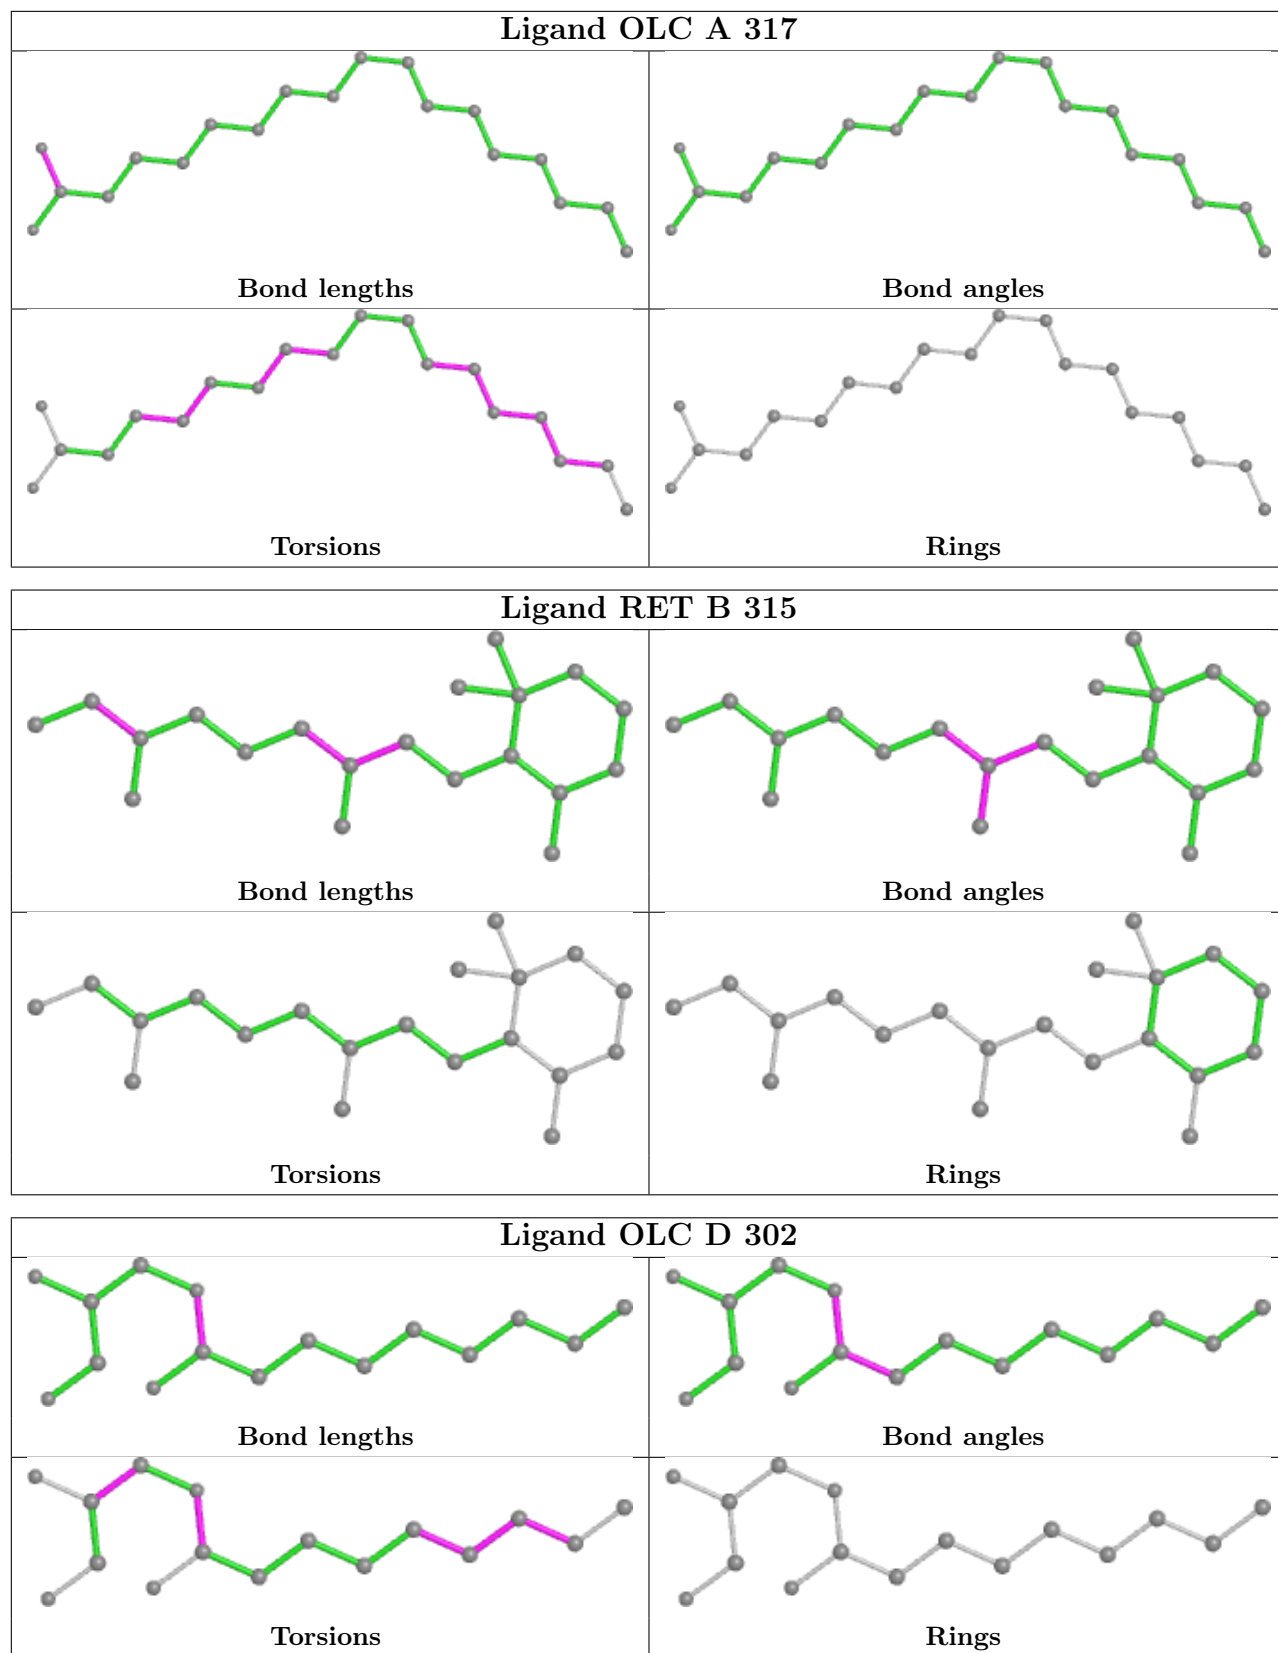 Ligand OLC A 317
Bond lengths
Bond angles
Torsions
Rings
Ligand RET B 315
Bond lengths
Bond angles
Torsions
Rings
Ligand OLC D 302
Bond lengths
Bond angles
Torsions
Rings